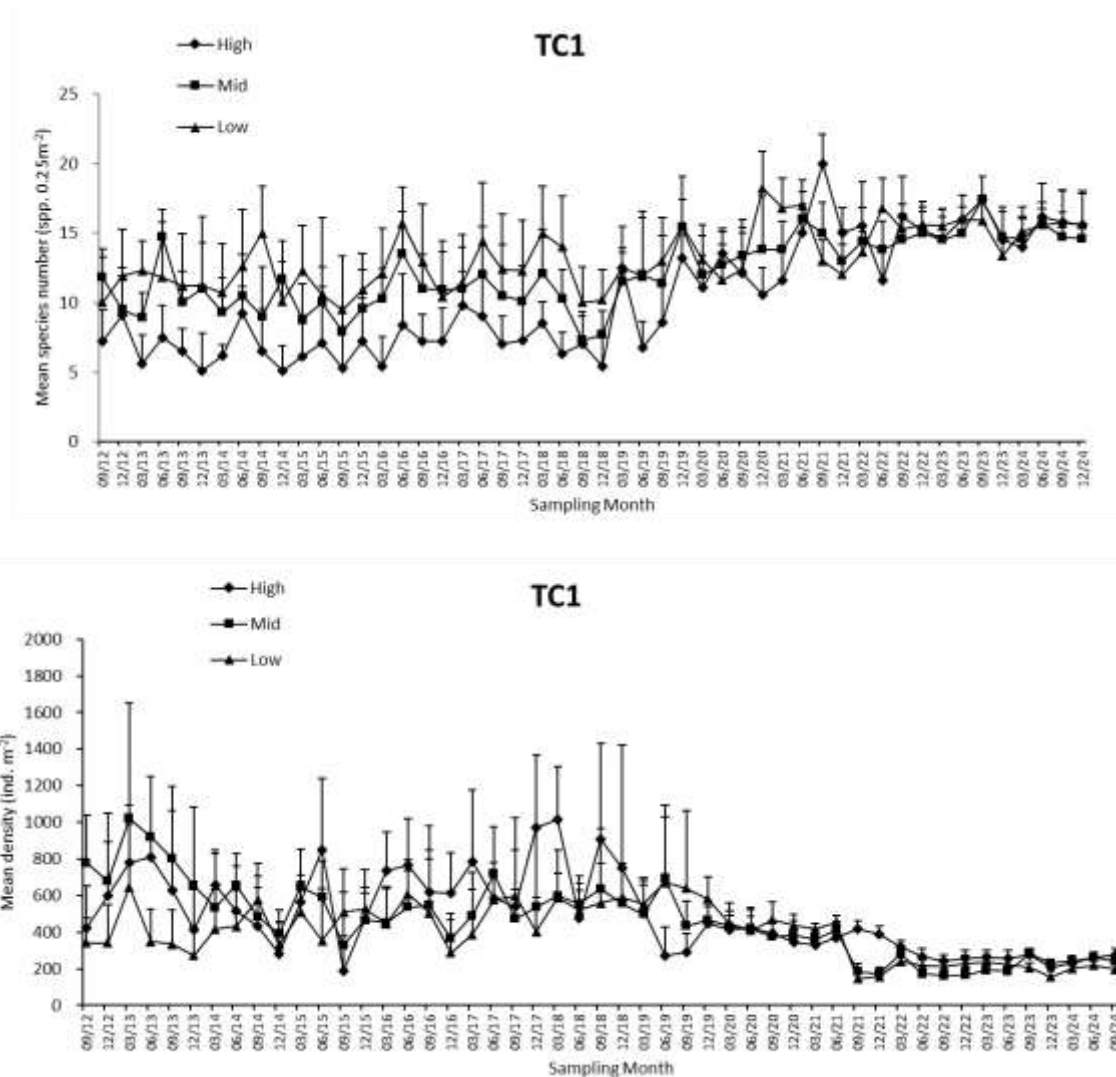 TC1
High
Mid
Low
25
20
15
10
5
0
Mean species number (spp. 0.25m⁻²)
09/12 12/12 03/13 06/13 09/13 12/13 03/14 06/14 09/14 12/14 03/15 06/15 09/15 12/15 03/16 06/16 09/16 12/16 03/17 06/17 09/17 12/17 03/18 06/18 09/18 12/18 03/19 06/19 09/19 12/19 03/20 06/20 09/20 12/20 03/21 06/21 09/21 12/21 03/22 06/22 09/22 12/22 03/23 06/23 09/23 12/23 03/24 06/24 09/24 12/24
Sampling Month
TC1
High
Mid
Low
2000
1800
1600
1400
1200
1000
800
600
400
200
0
Mean density (ind. m⁻²)
09/12 12/12 03/13 06/13 09/13 12/13 03/14 06/14 09/14 12/14 03/15 06/15 09/15 12/15 03/16 06/16 09/16 12/16 03/17 06/17 09/17 12/17 03/18 06/18 09/18 12/18 03/19 06/19 09/19 12/19 03/20 06/20 09/20 12/20 03/21 06/21 09/21 12/21 03/22 06/22 09/22 12/22 03/23 06/23 09/23 12/23 03/24 06/24 09/24
Sampling Month